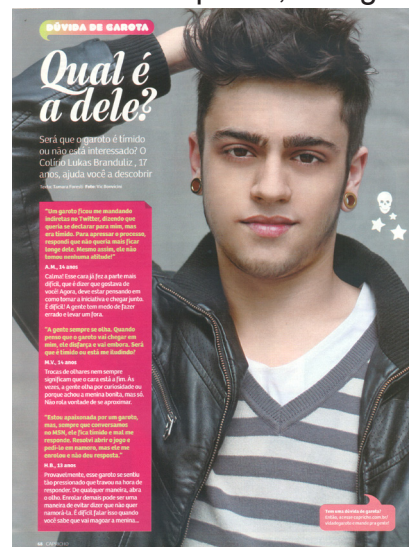 DÚVIDA DE GAROTA
Qual é
a dele?
Será que o garoto é tímido
ou não está interessado? O
Colírio Lukas Branduliz, 17
anos, ajuda você a descobrir
"Um garoto ficou me mandando
indiretas no Twitter, dizendo que
queria se declarar para mim, mas
era tímido. Para apressar o processo,
respondi que não queria mais ficar
longe dele. Mesmo assim, ele não
tomou nenhuma atitude!"
A.M., 14 anos
Calma! Esse cara já fez a parte mais
difícil, que é dizer que gostava de
você! Agora, deve estar pensando em
como tomar a iniciativa e chegar junto.
É difícil! A gente tem medo de fazer
errado e levar um fora.
"A gente sempre se olha. Quando
penso que o garoto vai chegar em
mim, ele disfarça e vai embora. Será
que é tímido ou está me iludindo?
M.V., 14 anos
Trocas de olhares nem sempre
significam que o cara está a fim. Às
vezes, a gente olha por curiosidade ou
porque achou a menina bonita, mas só.
Não rola vontade de se aproximar.
"Estou apaixonada por um garoto,
mas, sempre que conversamos
no MSN, ele fica tímido e mal me
responde. Resolvi abrir o jogo e
pedi-lo em namoro, mas ele me
enrolou e não deu resposta."
H.B., 13 anos
Provavelmente, esse garoto se sentiu
tão pressionado que travou na hora de
responder. De qualquer maneira, abra
o olho. Enrolar demais pode ser uma
maneira de evitar dizer que não quer
namorá-la. É difícil falar isso quando
você sabe que vai magoar a menina...
Tem uma dúvida de garota?